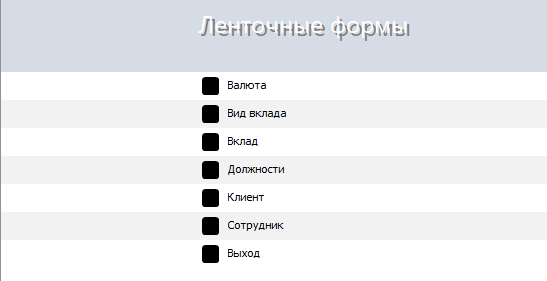 Ленточные формы
Валюта
Вид вклада
Вклад
Должности
Клиент
Сотрудник
Выход